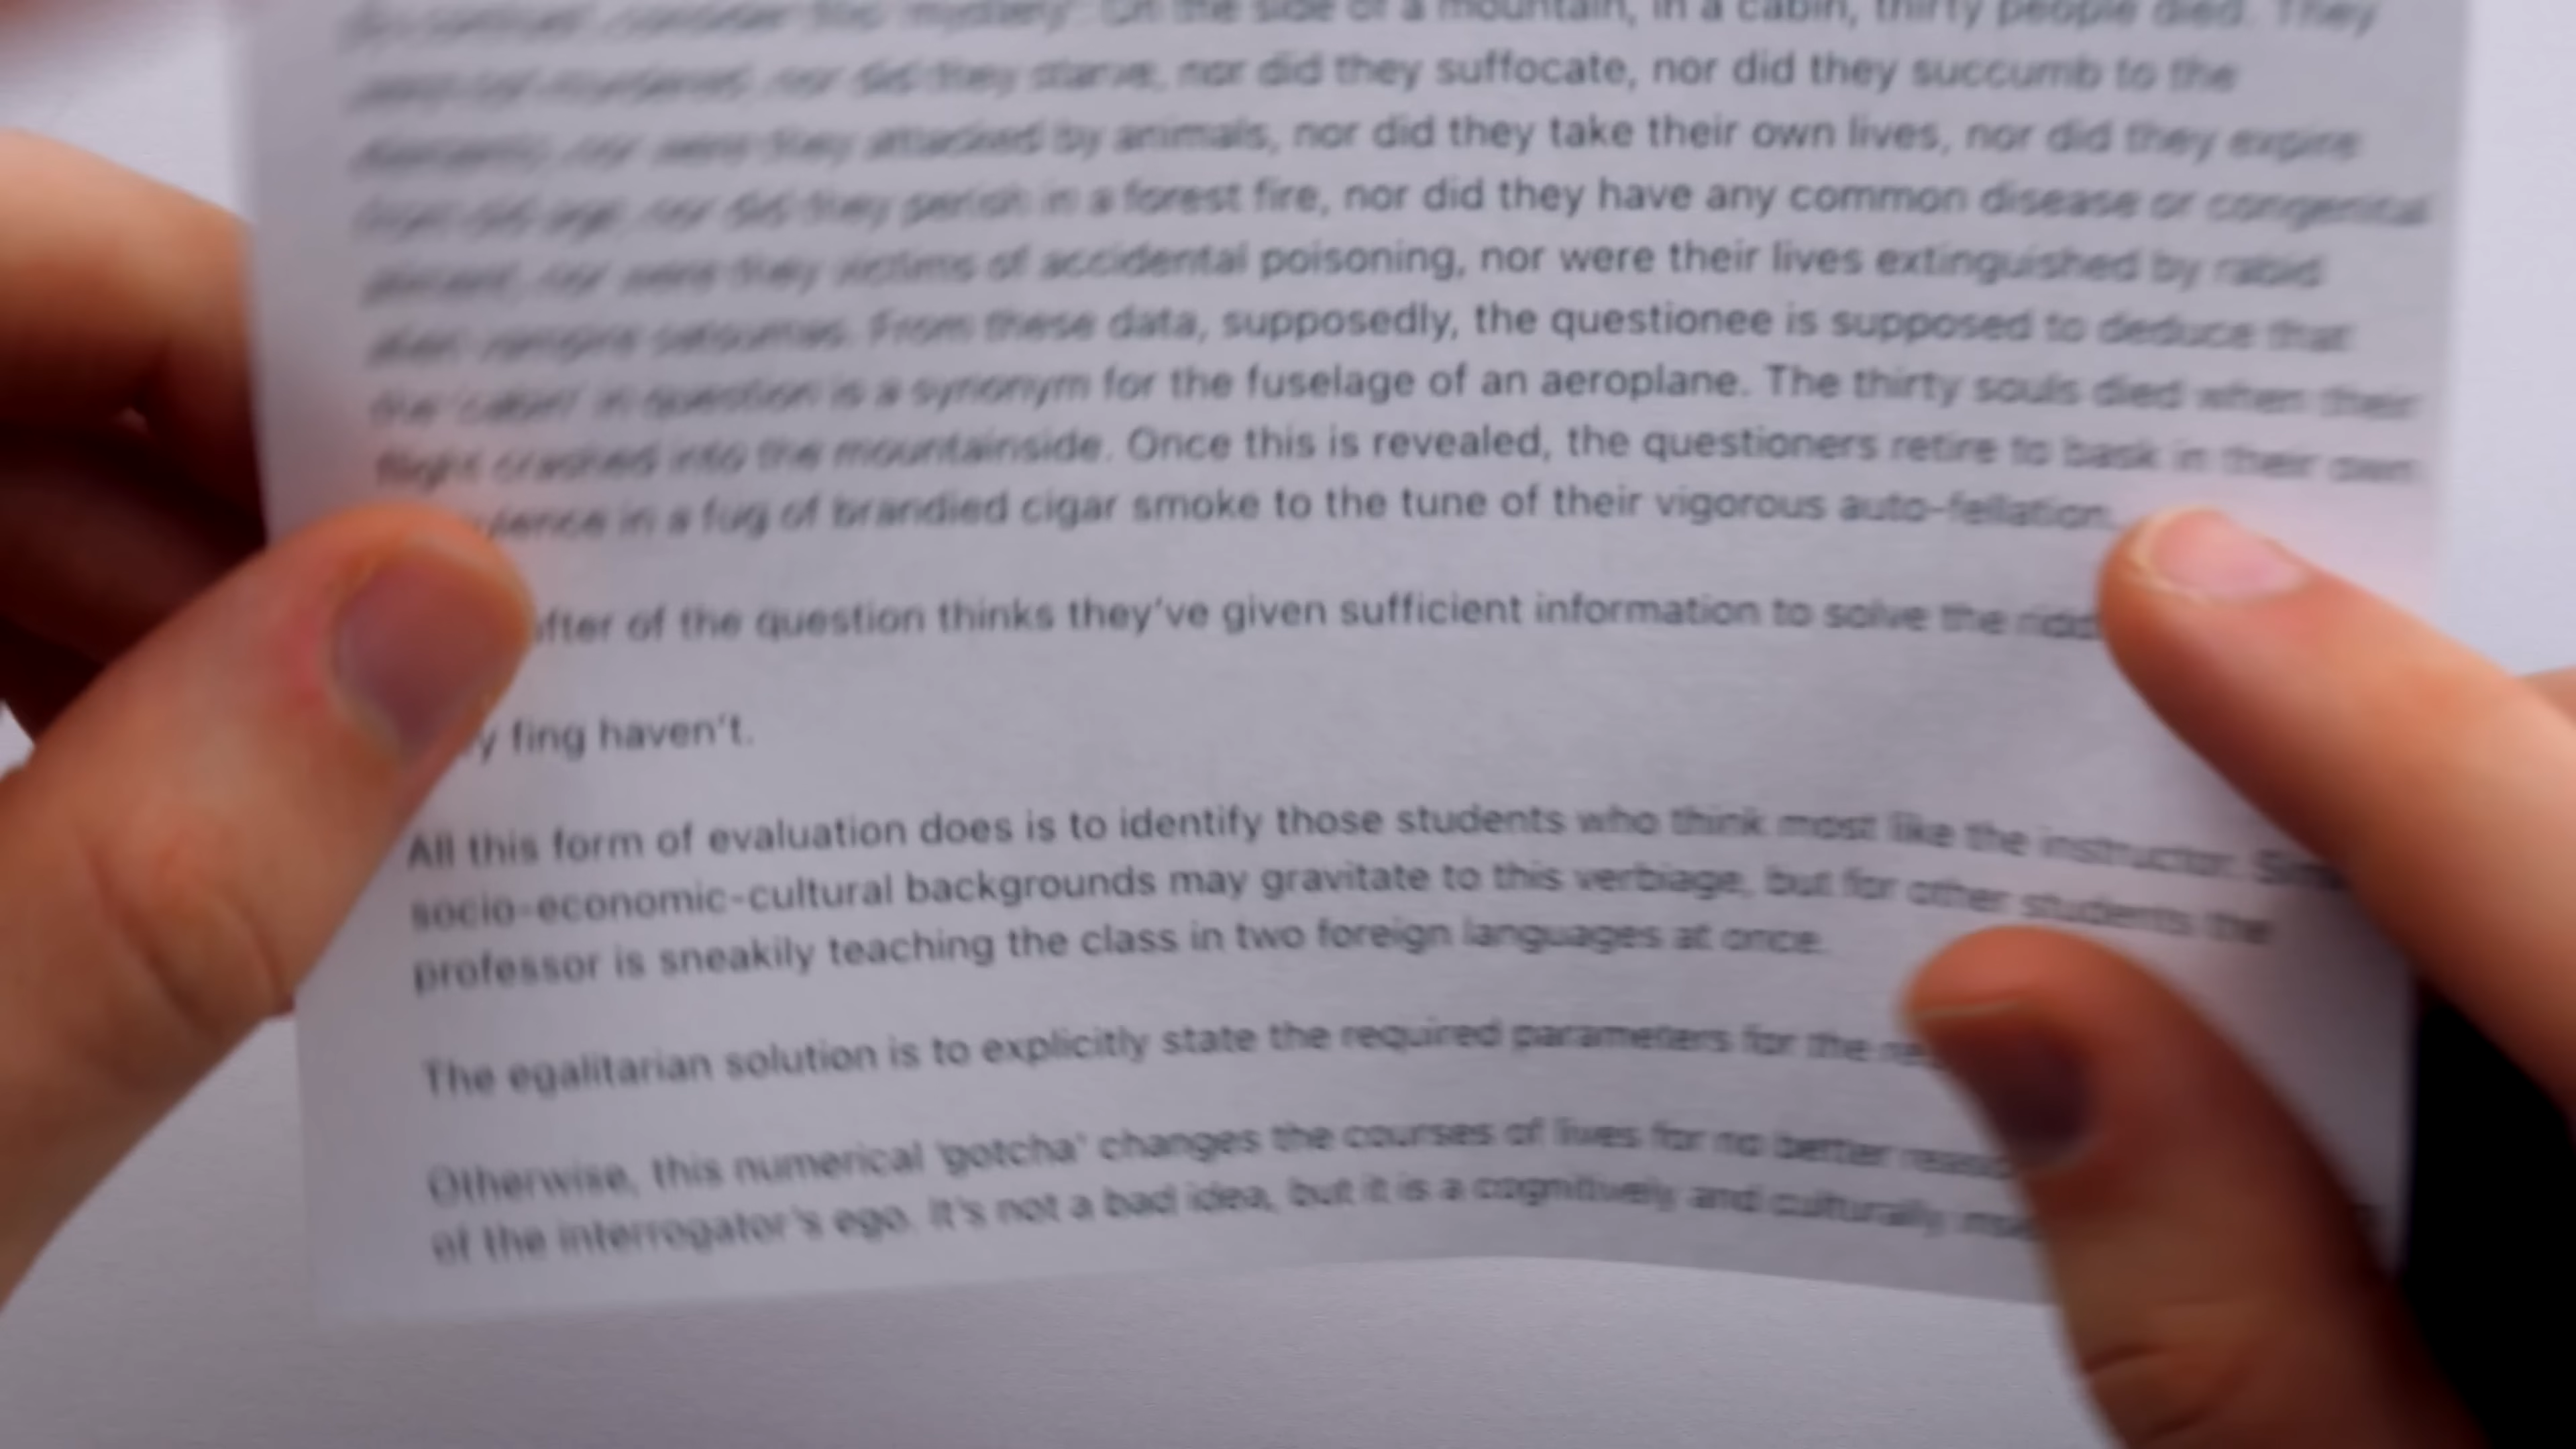 consider this 'mystery'. On the side of a mountain, in a cabin, thirty people died. They
were not murdered, nor did they starve, nor did they suffocate, nor did they succumb to the
elements, nor were they attacked by animals, nor did they take their own lives, nor did they expire
from old age, nor did they perish in a forest fire, nor did they have any common disease or congenital
nor were they victims of accidental poisoning, nor were their lives extinguished by rabid
alien vampire satsumas. From these data, supposedly, the questionee is supposed to deduce that
the 'cabin' in question is a synonym for the fuselage of an aeroplane. The thirty souls died when their
flight crashed into the mountainside. Once this is revealed, the questioners retire to bask in their own
in a fug of brandied cigar smoke to the tune of their vigorous auto-fellation.
of the question thinks they've given sufficient information to solve the
fing haven't.
All this form of evaluation does is to identify those students who think most like the instructor.
socio-economic-cultural backgrounds may gravitate to this verbiage, but for other students the
professor is sneakily teaching the class in two foreign languages at once.
The egalitarian solution is to explicitly state the required parameters for the
Otherwise, this numerical 'gotcha' changes the courses of lives for no better
of the interrogator's ego. It's not a bad idea, but it is a cognitively and culturally